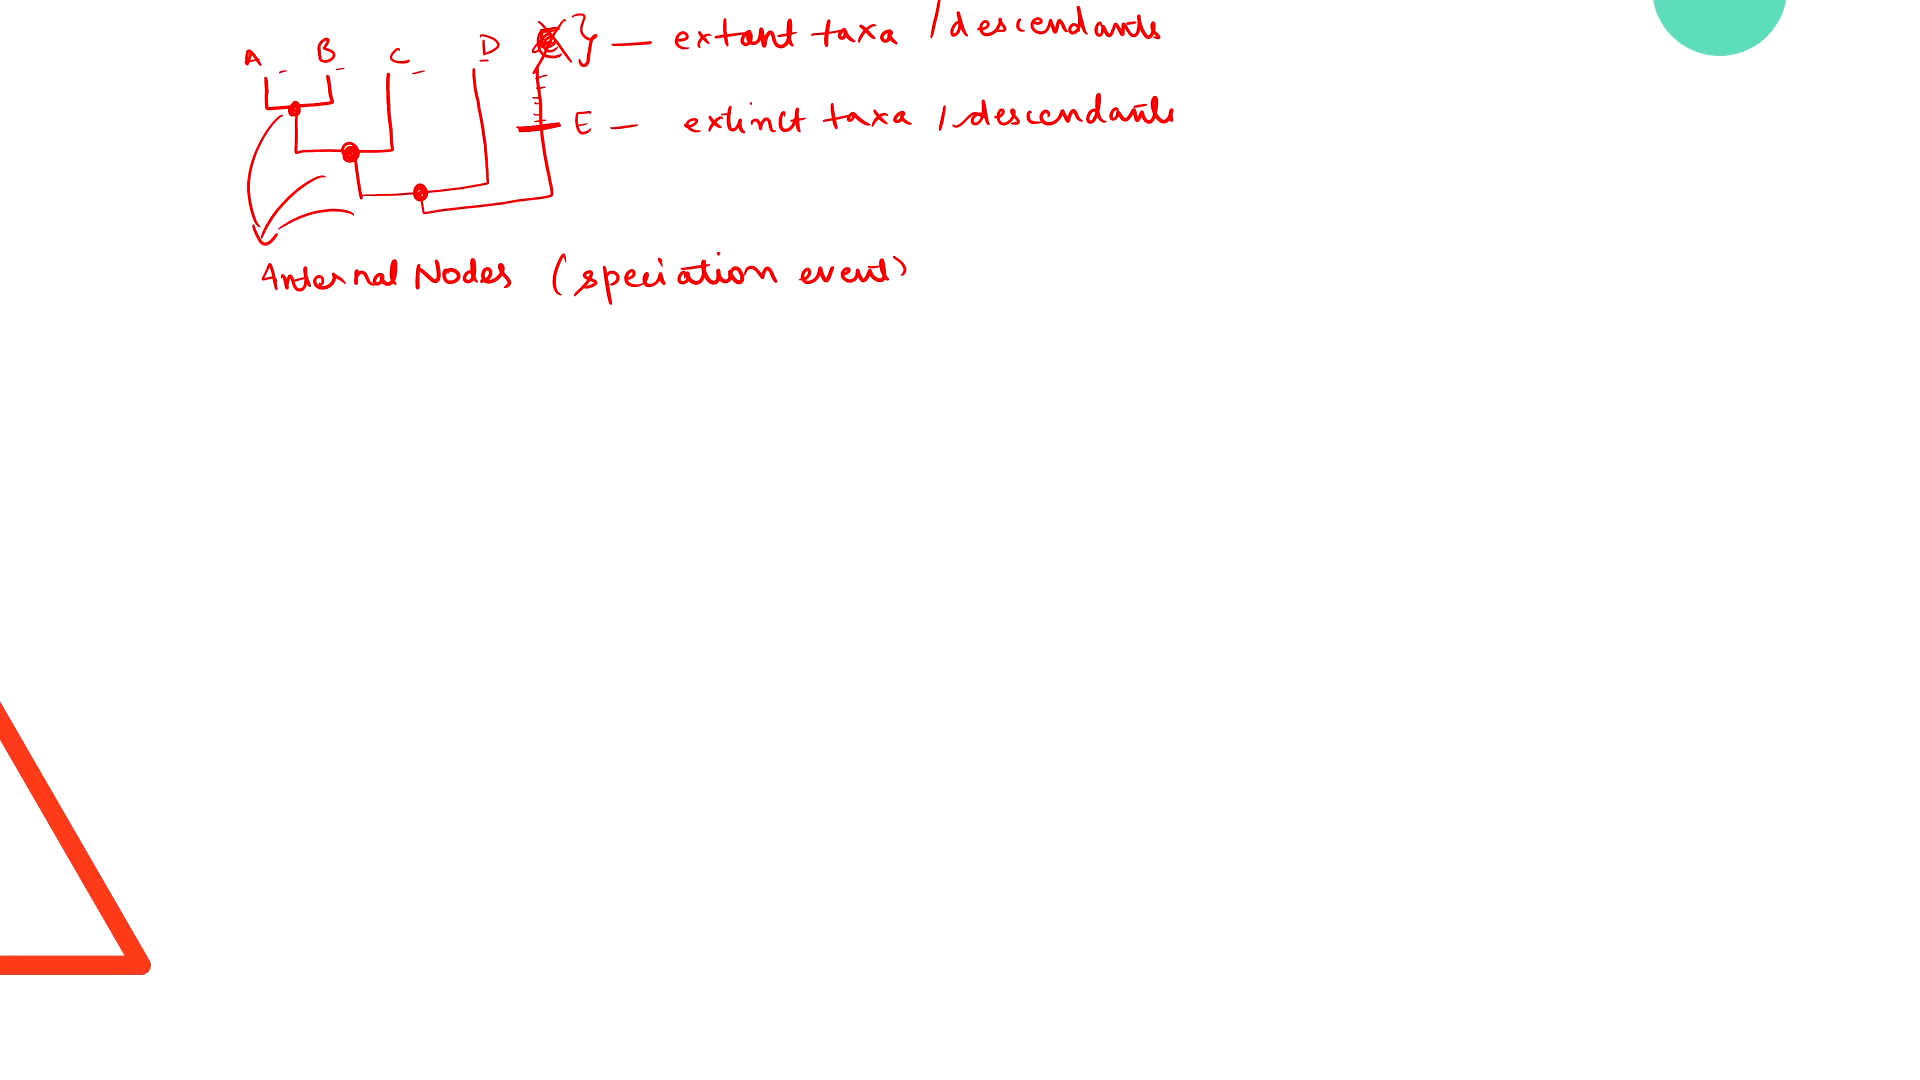 A B C D } — extant taxa / descendants
E — extinct taxa / descendants
Internal Nodes (speciation event)